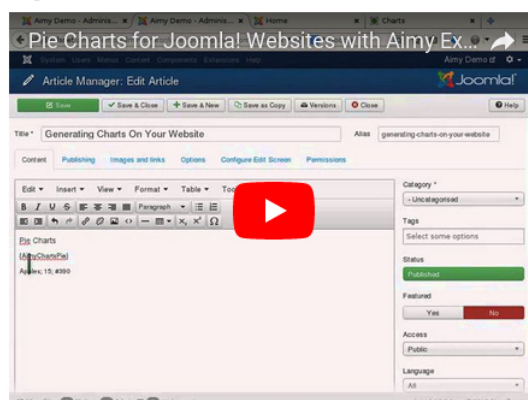 Aimy Demo - Adminis... × Aimy Demo - Adminis... × Home × Charts ×
Pie Charts for Joomla! Websites with Aimy Ex...
System Users Menus Content Components Extensions Help Aimy Demo
Article Manager: Edit Article Joomla!
Save Save & Close Save & New Save as Copy Versions Close Help
Title * Generating Charts On Your Website Alias generating-charts-on-your-website
Content Publishing Images and links Options Configure Edit Screen Permissions
Edit Insert View Format Table
B I U S Paragraph
Ω
Pie Charts
{AimyChartsPie}
Apples; 15; #390
Category *
- Uncategorised
Tags
Select some options
Status
Published
Featured
Yes No
Access
Public
Language
All